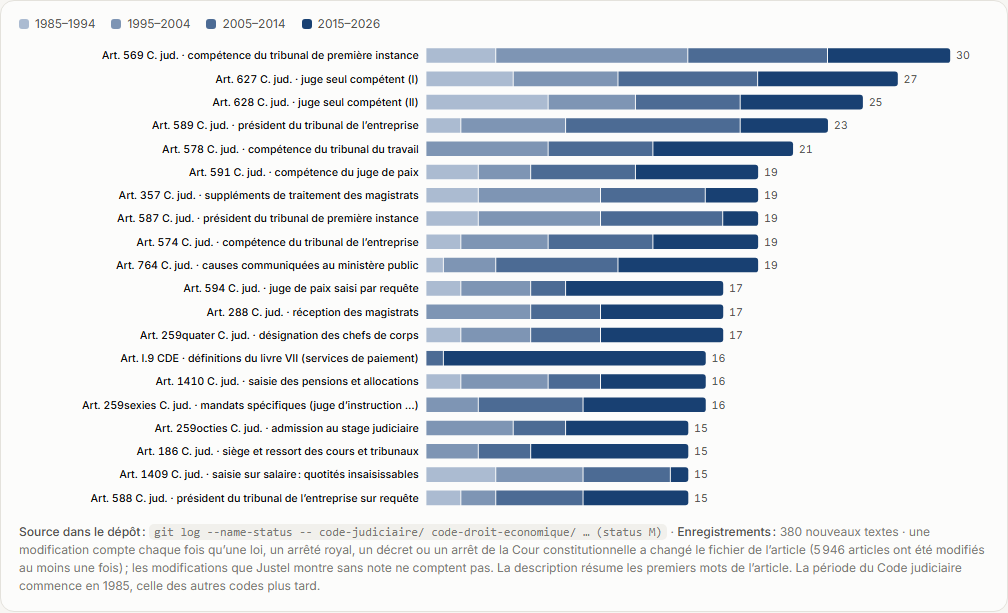 1985–1994 1995–2004 2005–2014 2015–2026
Art. 569 C. jud. · compétence du tribunal de première instance 30
Art. 627 C. jud. · juge seul compétent (I) 27
Art. 628 C. jud. · juge seul compétent (II) 25
Art. 589 C. jud. · président du tribunal de l’entreprise 23
Art. 578 C. jud. · compétence du tribunal du travail 21
Art. 591 C. jud. · compétence du juge de paix 19
Art. 357 C. jud. · suppléments de traitement des magistrats 19
Art. 587 C. jud. · président du tribunal de première instance 19
Art. 574 C. jud. · compétence du tribunal de l’entreprise 19
Art. 764 C. jud. · causes communiquées au ministère public 19
Art. 594 C. jud. · juge de paix saisi par requête 17
Art. 288 C. jud. · réception des magistrats 17
Art. 259quater C. jud. · désignation des chefs de corps 17
Art. I.9 CDE · définitions du livre VII (services de paiement) 16
Art. 1410 C. jud. · saisie des pensions et allocations 16
Art. 259sexies C. jud. · mandats spécifiques (juge d’instruction …) 16
Art. 259octies C. jud. · admission au stage judiciaire 15
Art. 186 C. jud. · siège et ressort des cours et tribunaux 15
Art. 1409 C. jud. · saisie sur salaire : quotités insaisissables 15
Art. 588 C. jud. · président du tribunal de l’entreprise sur requête 15
Source dans le dépôt : git log --name-status -- code-judiciaire/ code-droit-economique/ … (status M) · Enregistrements : 380 nouveaux textes · une
modification compte chaque fois qu’une loi, un arrêté royal, un décret ou un arrêt de la Cour constitutionnelle a changé le fichier de l’article (5 946 articles ont été modifiés
au moins une fois) ; les modifications que Justel montre sans note ne comptent pas. La description résume les premiers mots de l’article. La période du Code judiciaire
commence en 1985, celle des autres codes plus tard.